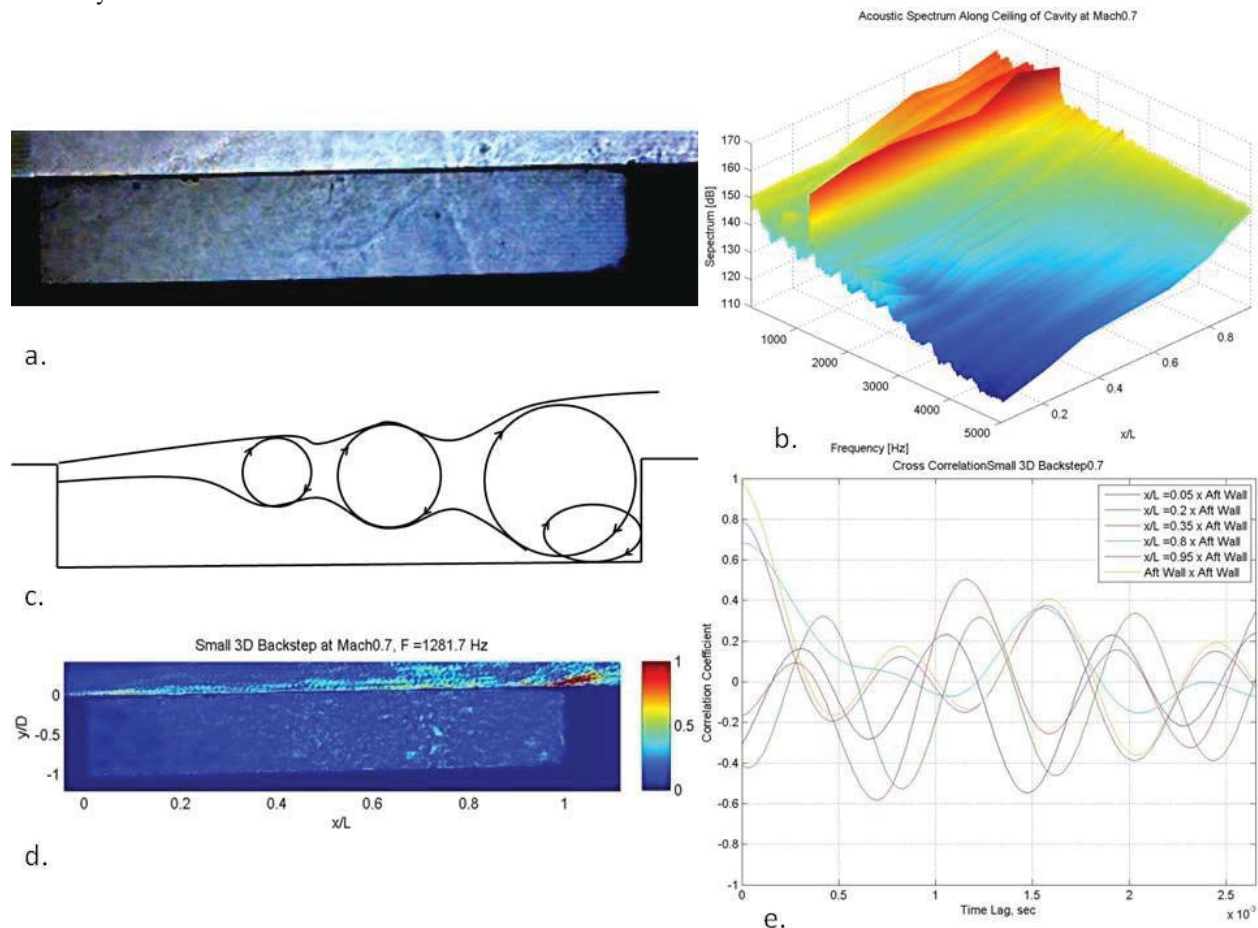 a.
Acoustic Spectrum Along Ceiling of Cavity at Mach0.7
170
160
150
140
130
120
110
Sepectrum [dB]
1000
2000
3000
4000
5000
Frequency [Hz]
0.2
0.4
0.6
0.8
x/L
b.
c.
Small 3D Backstep at Mach0.7, F =1281.7 Hz
0
-0.5
-1
y/D
0
0.2
0.4
0.6
0.8
1
x/L
1
0.5
0
d.
Cross CorrelationSmall 3D Backstep0.7
x/L =0.05 x Aft Wall
x/L =0.2 x Aft Wall
x/L =0.35 x Aft Wall
x/L =0.8 x Aft Wall
x/L =0.95 x Aft Wall
Aft Wall x Aft Wall
1
0.8
0.6
0.4
0.2
0
-0.2
-0.4
-0.6
-0.8
-1
Correlation Coefficient
0
0.5
1
1.5
2
2.5
x 10⁻³
Time Lag, sec
e.